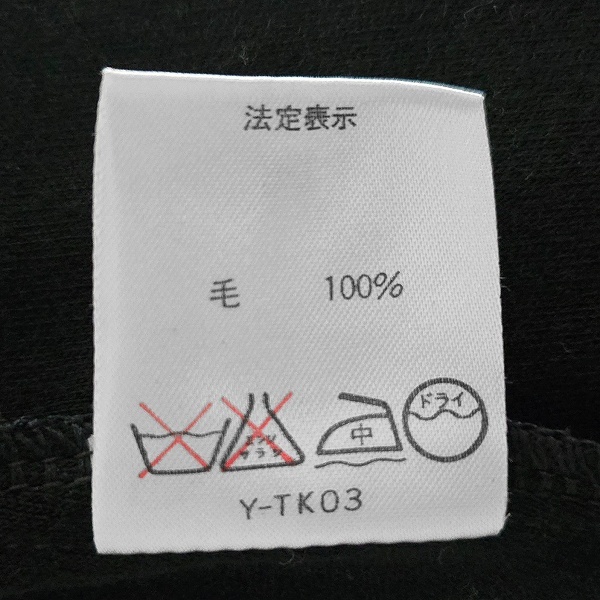 法定表示
毛 100%
エンソ
サラシ
中
ドライ
Y-TK03